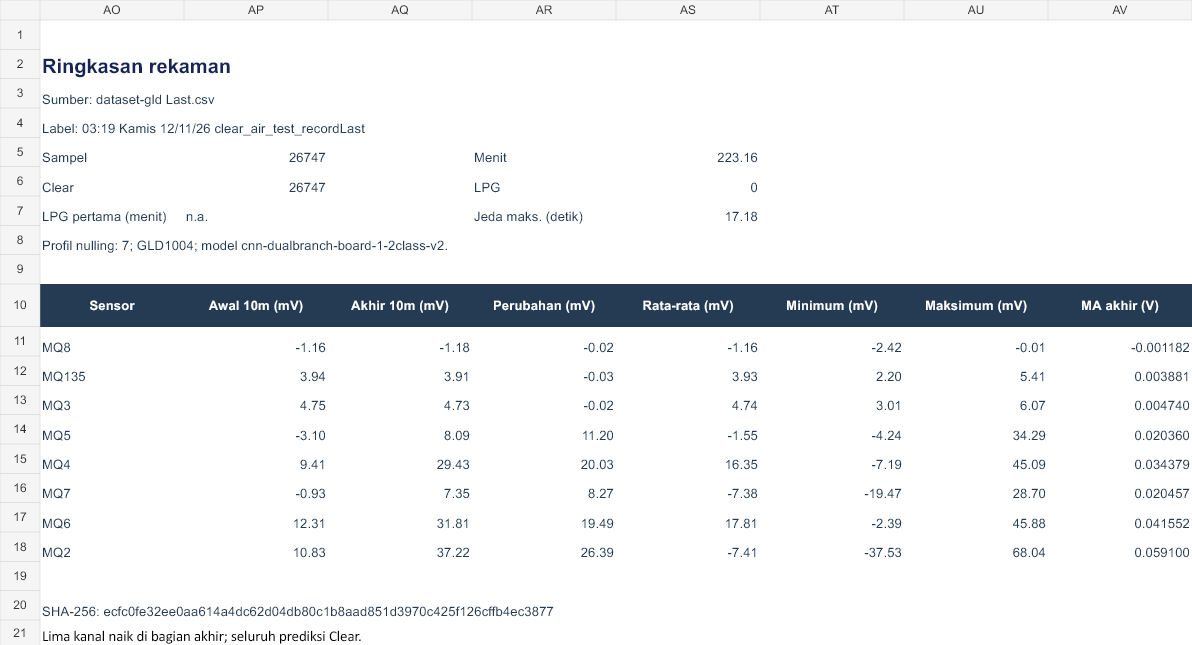 AO AP AQ AR AS AT AU AV
1
2 Ringkasan rekaman
3 Sumber: dataset-gld Last.csv
4 Label: 03:19 Kamis 12/11/26 clear_air_test_recordLast
5 Sampel 26747 Menit 223.16
6 Clear 26747 LPG 0
7 LPG pertama (menit) n.a. Jeda maks. (detik) 17.18
8 Profil nulling: 7; GLD1004; model cnn-dualbranch-board-1-2class-v2.
9
10 Sensor Awal 10m (mV) Akhir 10m (mV) Perubahan (mV) Rata-rata (mV) Minimum (mV) Maksimum (mV) MA akhir (V)
11 MQ8 -1.16 -1.18 -0.02 -1.16 -2.42 -0.01 -0.001182
12 MQ135 3.94 3.91 -0.03 3.93 2.20 5.41 0.003881
13 MQ3 4.75 4.73 -0.02 4.74 3.01 6.07 0.004740
14 MQ5 -3.10 8.09 11.20 -1.55 -4.24 34.29 0.020360
15 MQ4 9.41 29.43 20.03 16.35 -7.19 45.09 0.034379
16 MQ7 -0.93 7.35 8.27 -7.38 -19.47 28.70 0.020457
17 MQ6 12.31 31.81 19.49 17.81 -2.39 45.88 0.041552
18 MQ2 10.83 37.22 26.39 -7.41 -37.53 68.04 0.059100
19
20 SHA-256: ecfc0fe32ee0aa614a4dc62d04db80c1b8aad851d3970c425f126cffb4ec3877
21 Lima kanal naik di bagian akhir; seluruh prediksi Clear.